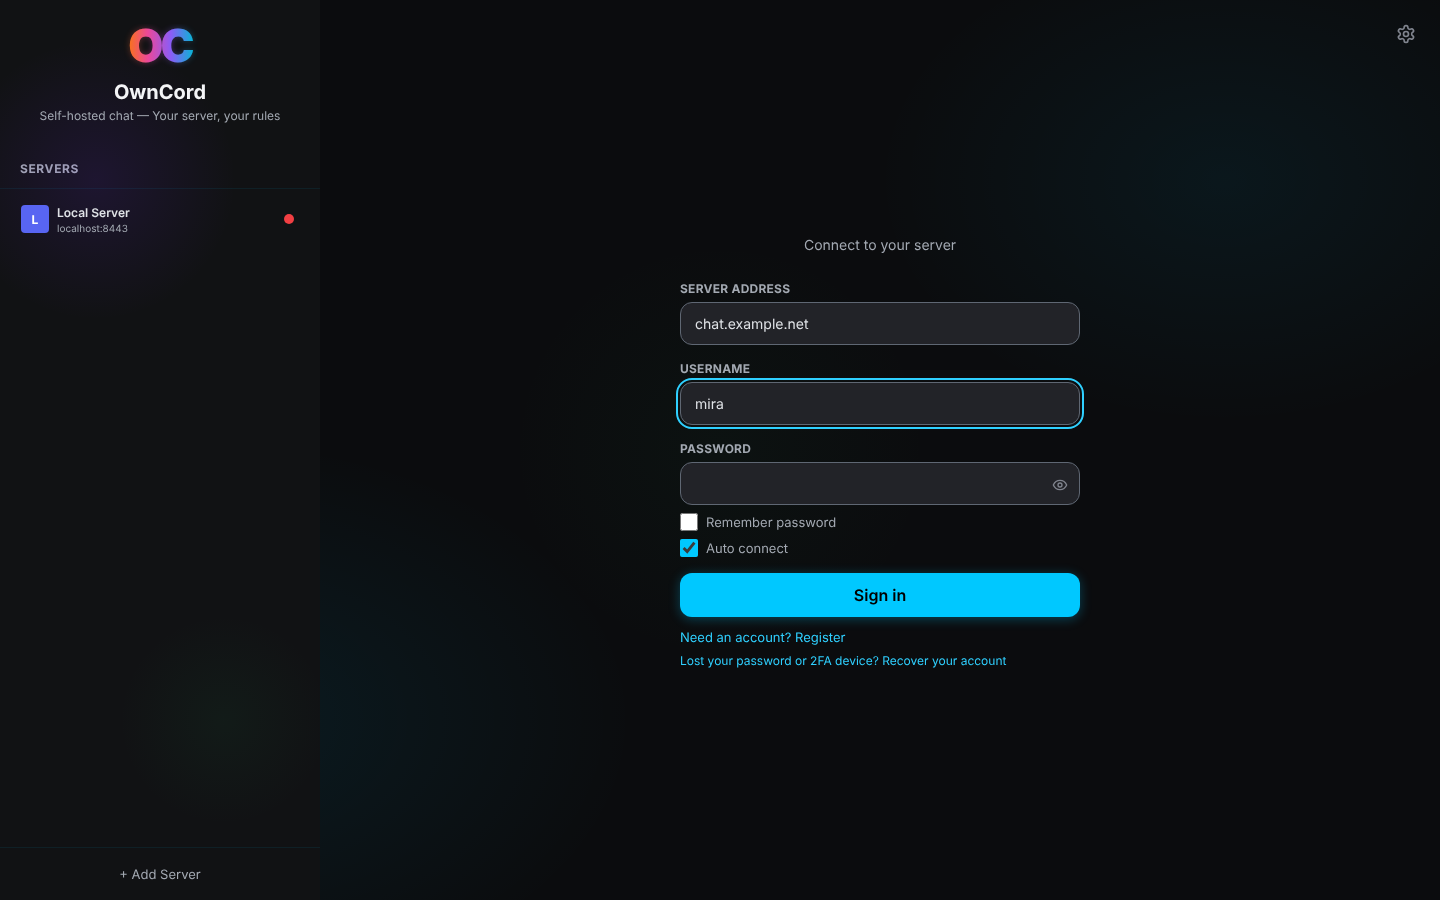 OC
OwnCord
Self-hosted chat — Your server, your rules
SERVERS
L
Local Server
localhost:8443
+ Add Server
Connect to your server
SERVER ADDRESS
chat.example.net
USERNAME
mira
PASSWORD
Remember password
Auto connect
Sign in
Need an account? Register
Lost your password or 2FA device? Recover your account